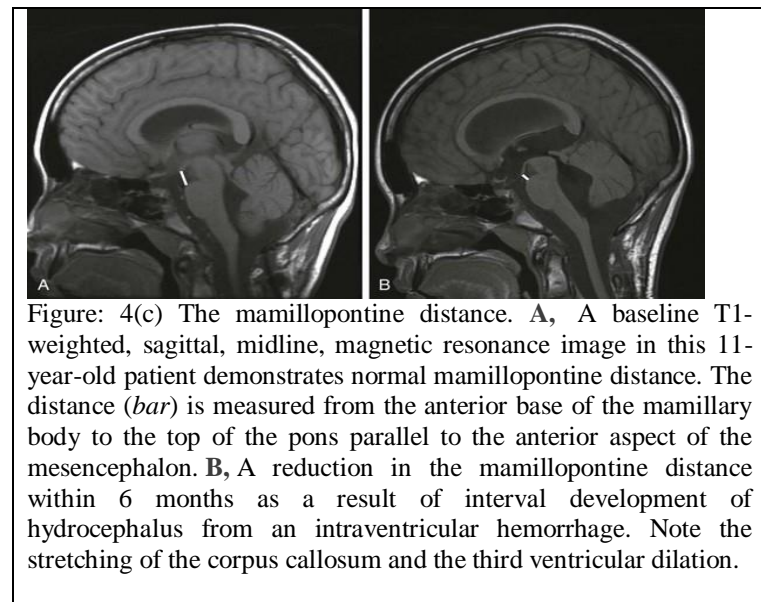 A
B
Figure: 4(c) The mamillopontine distance. A, A baseline T1-
weighted, sagittal, midline, magnetic resonance image in this 11-
year-old patient demonstrates normal mamillopontine distance. The
distance (bar) is measured from the anterior base of the mamillary
body to the top of the pons parallel to the anterior aspect of the
mesencephalon. B, A reduction in the mamillopontine distance
within 6 months as a result of interval development of
hydrocephalus from an intraventricular hemorrhage. Note the
stretching of the corpus callosum and the third ventricular dilation.